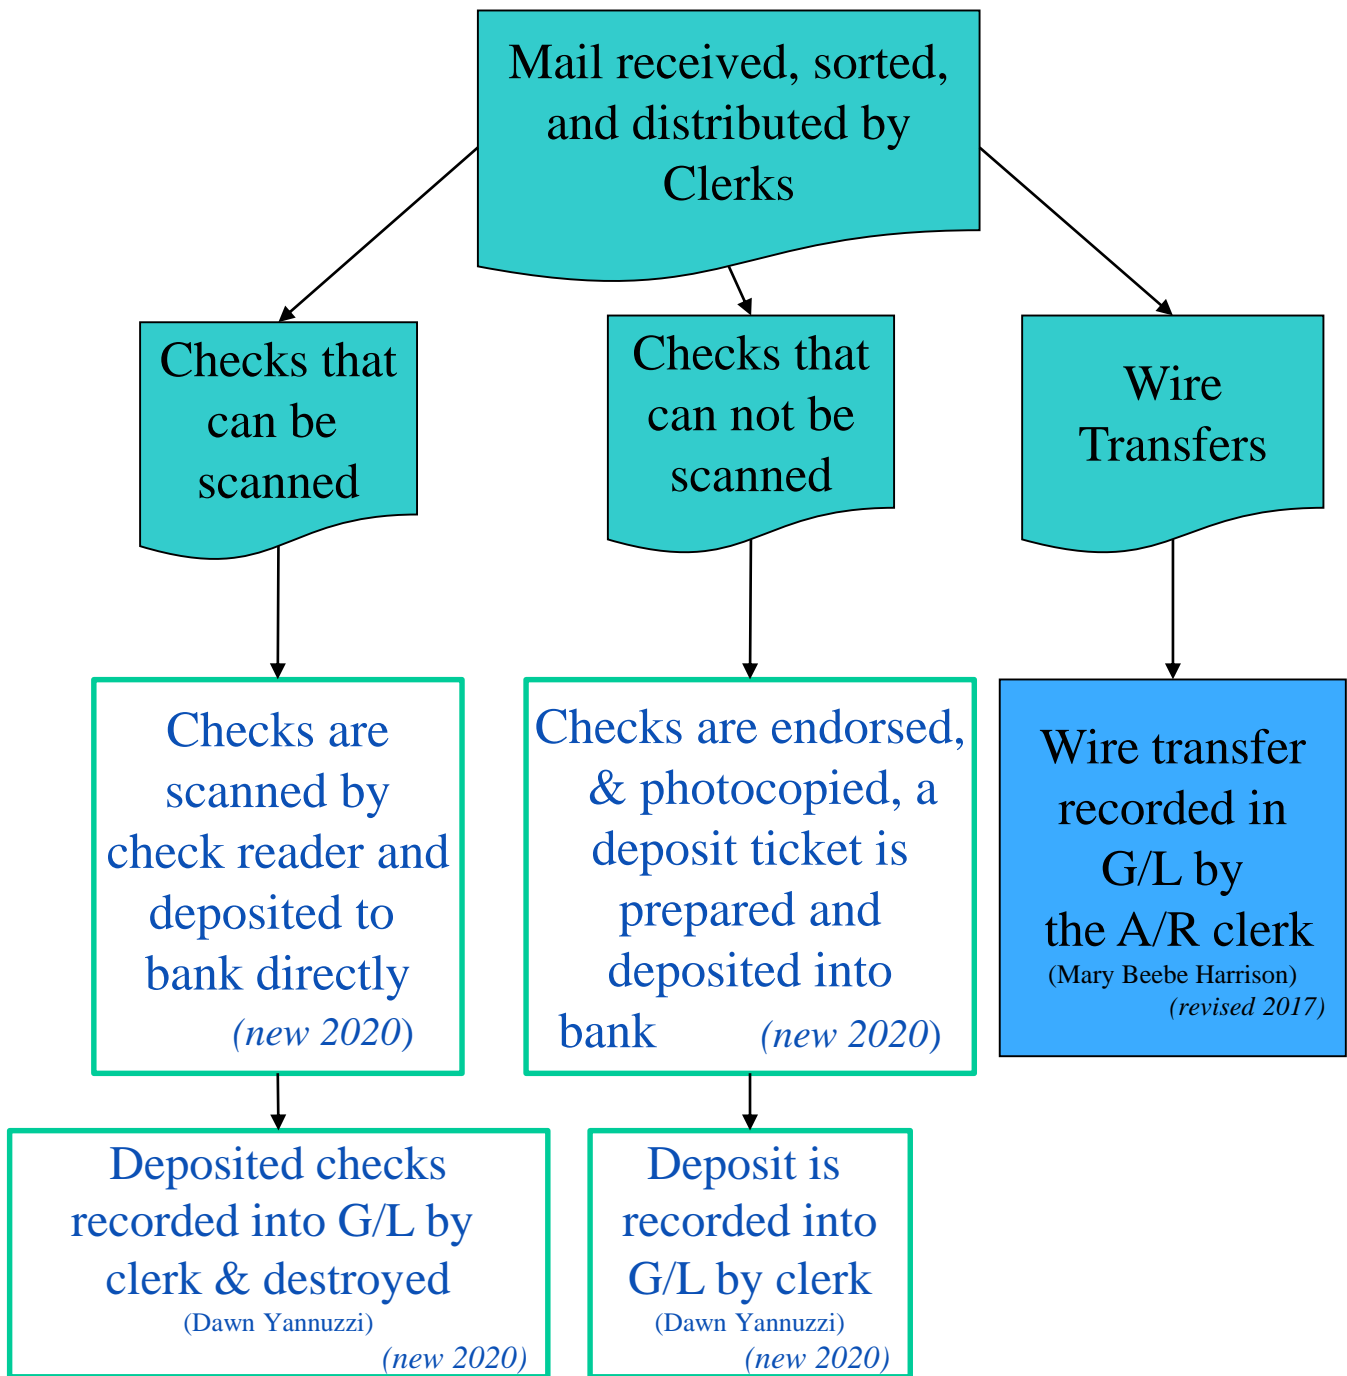 Mail received, sorted,
and distributed by
Clerks
Checks that
can be
scanned
Checks that
can not be
scanned
Wire
Transfers
Checks are
scanned by
check reader and
deposited to
bank directly
(new 2020)
Checks are endorsed,
& photocopied, a
deposit ticket is
prepared and
deposited into
bank (new 2020)
Wire transfer
recorded in
G/L by
the A/R clerk
(Mary Beebe Harrison)
(revised 2017)
Deposited checks
recorded into G/L by
clerk & destroyed
(Dawn Yannuzzi)
(new 2020)
Deposit is
recorded into
G/L by clerk
(Dawn Yannuzzi)
(new 2020)